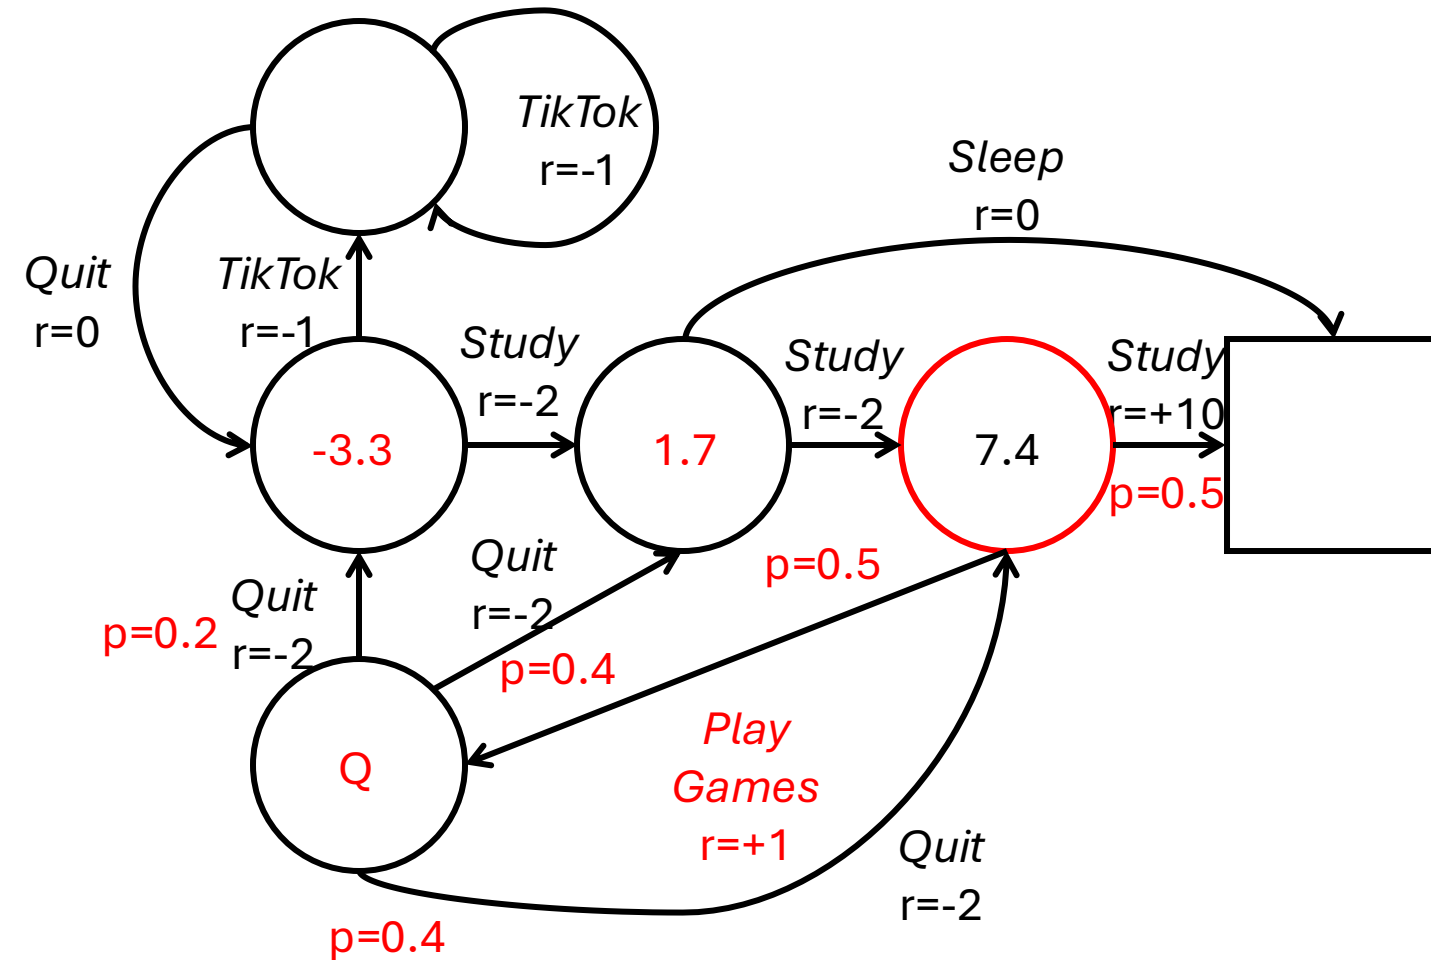 TikTok
r=-1
Sleep
r=0
Quit
r=0
TikTok
r=-1
Study
r=-2
Study
r=-2
Study
r=+10
-3.3
1.7
7.4
p=0.5
Quit
r=-2
p=0.5
p=0.2
Quit
r=-2
p=0.4
Play
Games
r=+1
Q
Quit
r=-2
p=0.4